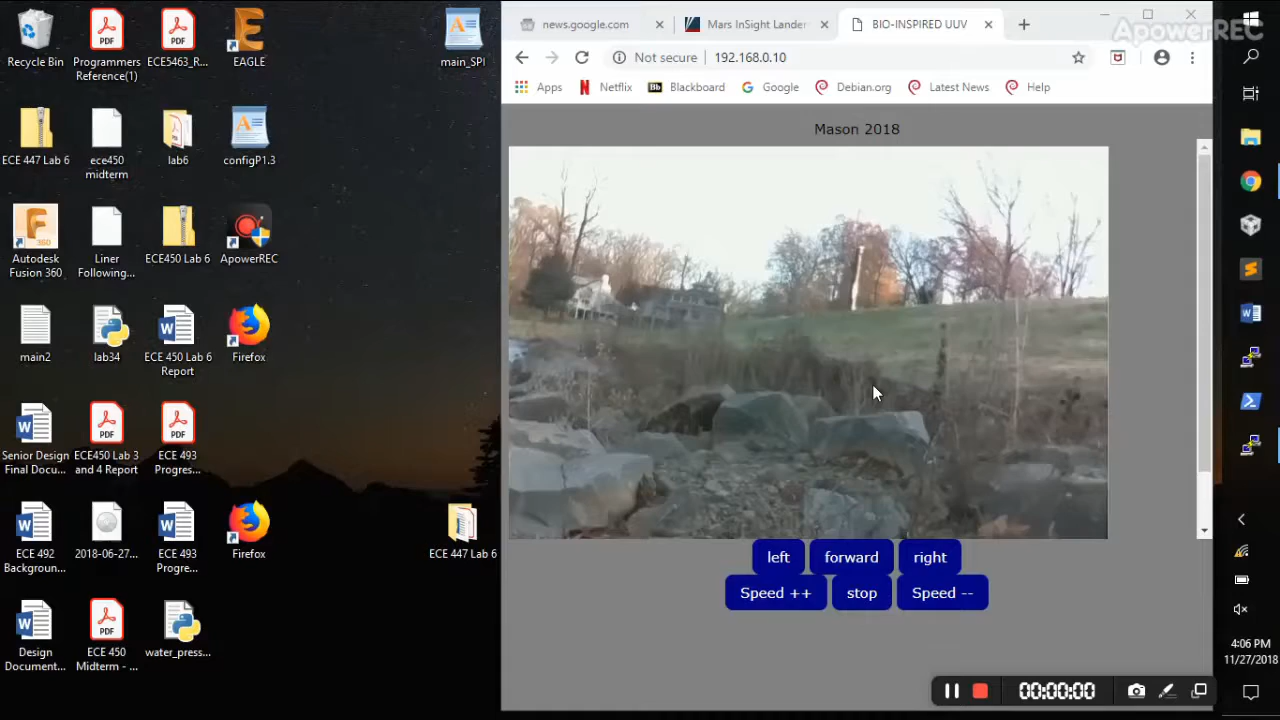 Recycle Bin
Programmers
Reference(1)
ECE5463_R...
EAGLE
main_SPI
ECE 447 Lab 6
ece450
midterm
lab6
configP1.3
Autodesk
Fusion 360
Liner
Following...
ECE450 Lab 6
ApowerREC
main2
lab34
ECE 450 Lab 6
Report
Firefox
Senior Design
Final Docu...
ECE450 Lab 3
and 4 Report
ECE 493
Progres...
ECE 492
Backgroun...
2018-06-27...
ECE 493
Progre...
Firefox
ECE 447 Lab 6
Design
Document...
ECE 450
Midterm - ...
water_press...
news.google.com
Mars InSight Lander
BIO-INSPIRED UUV
ApowerREC
Not secure
192.168.0.10
Apps
Netflix
Bb Blackboard
Google
Debian.org
Latest News
Help
Mason 2018
left
forward
right
Speed ++
stop
Speed --
00:00:00
4:06 PM
11/27/2018